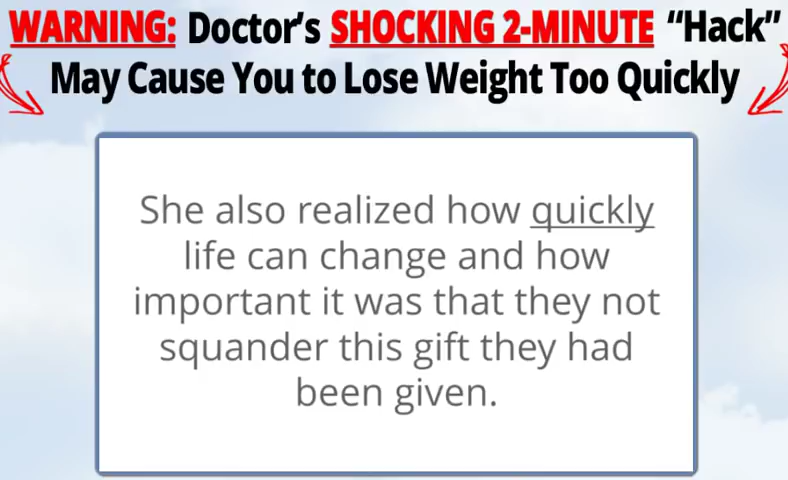 WARNING: Doctor's SHOCKING 2-MINUTE “Hack”
May Cause You to Lose Weight Too Quickly
She also realized how quickly
life can change and how
important it was that they not
squander this gift they had
been given.